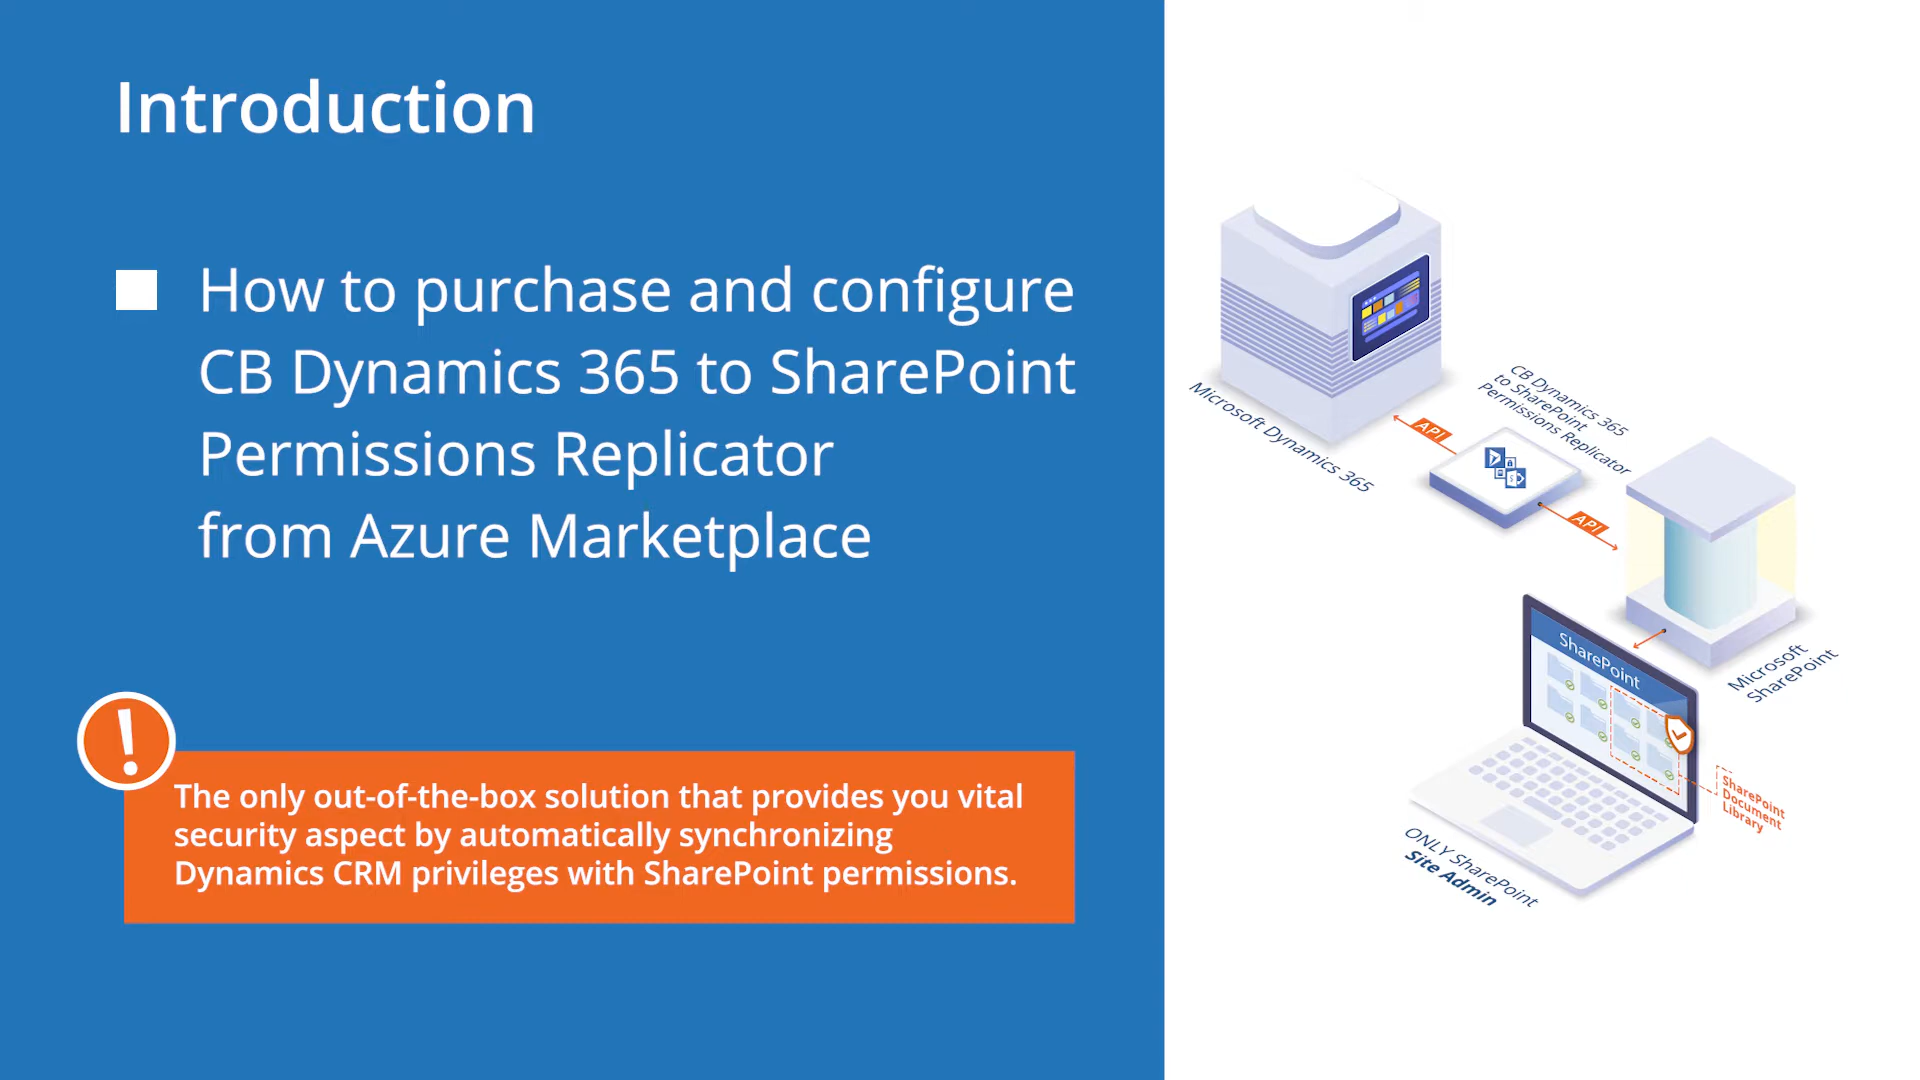 Introduction
How to purchase and configure
CB Dynamics 365 to SharePoint
Permissions Replicator
from Azure Marketplace
!
The only out-of-the-box solution that provides you vital
security aspect by automatically synchronizing
Dynamics CRM privileges with SharePoint permissions.
Microsoft Dynamics 365
API
CB Dynamics 365
to SharePoint
Permissions Replicator
API
Microsoft
SharePoint
SharePoint
SharePoint
Document
Library
ONLY SharePoint
Site Admin